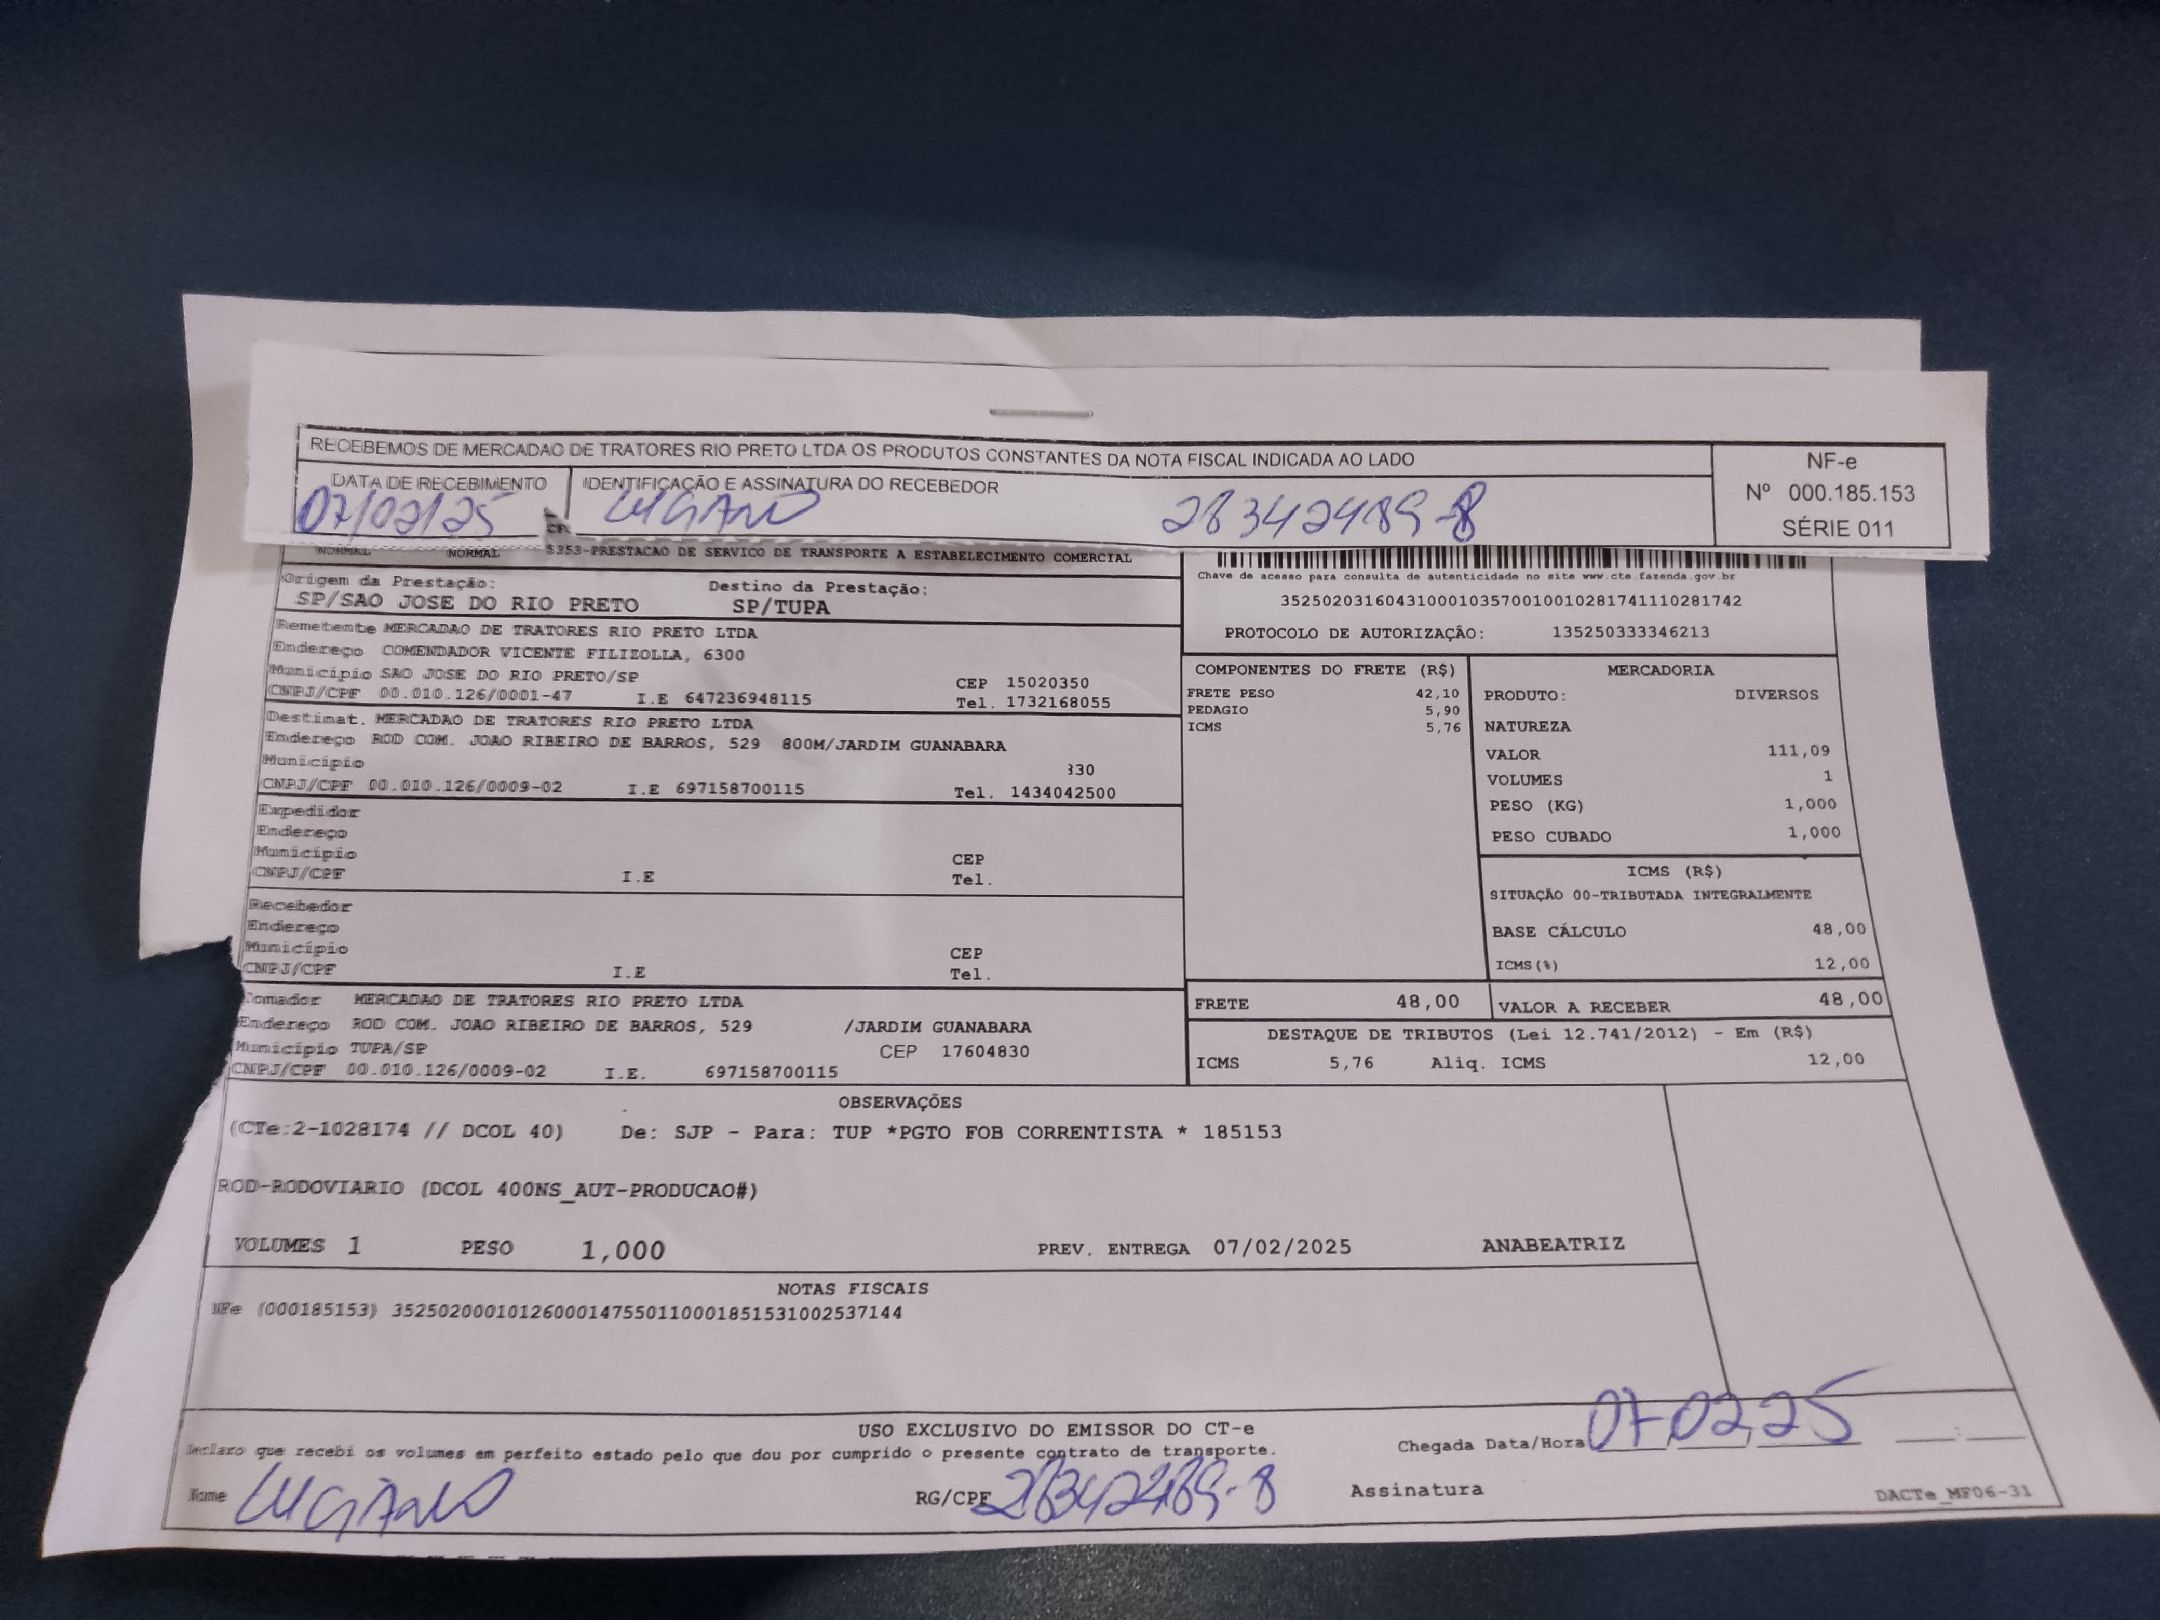 RECEBEMOS DE MERCADAO DE TRATORES RIO PRETO LTDA OS PRODUTOS CONSTANTES DA NOTA FISCAL INDICADA AO LADO
NF-e
Nº 000.185.153
SÉRIE 011
DATA DE RECEBIMENTO
IDENTIFICAÇÃO E ASSINATURA DO RECEBEDOR
07/02/25 LUCIANO 28342489-8
NORMAL NORMAL 5353-PRESTACAO DE SERVICO DE TRANSPORTE A ESTABELECIMENTO COMERCIAL
Origem da Prestação: Destino da Prestação:
SP/SAO JOSE DO RIO PRETO SP/TUPA
Chave de acesso para consulta de autenticidade no site www.cte.fazenda.gov.br
35250203160431000103570010010281741110281742
PROTOCOLO DE AUTORIZAÇÃO: 135250333346213
Remetente MERCADAO DE TRATORES RIO PRETO LTDA
Endereço COMENDADOR VICENTE FILIZOLLA, 6300
Município SAO JOSE DO RIO PRETO/SP CEP 15020350
CNPJ/CPF 00.010.126/0001-47 I.E 647236948115 Tel. 1732168055
Destinat. MERCADAO DE TRATORES RIO PRETO LTDA
Endereço ROD COM. JOAO RIBEIRO DE BARROS, 529 800M/JARDIM GUANABARA
Município 330
CNPJ/CPF 00.010.126/0009-02 I.E 697158700115 Tel. 1434042500
Expedidor
Endereço
Município CEP
CNPJ/CPF I.E Tel.
Recebedor
Endereço
Município CEP
CNPJ/CPF I.E Tel.
Tomador MERCADAO DE TRATORES RIO PRETO LTDA
Endereço ROD COM. JOAO RIBEIRO DE BARROS, 529 /JARDIM GUANABARA
Município TUPA/SP CEP 17604830
CNPJ/CPF 00.010.126/0009-02 I.E. 697158700115
COMPONENTES DO FRETE (R$)
FRETE PESO 42,10
PEDAGIO 5,90
ICMS 5,76
MERCADORIA
PRODUTO: DIVERSOS
NATUREZA
VALOR 111,09
VOLUMES 1
PESO (KG) 1,000
PESO CUBADO 1,000
ICMS (R$)
SITUAÇÃO 00-TRIBUTADA INTEGRALMENTE
BASE CÁLCULO 48,00
ICMS(%) 12,00
FRETE 48,00 VALOR A RECEBER 48,00
DESTAQUE DE TRIBUTOS (Lei 12.741/2012) - Em (R$)
ICMS 5,76 Aliq. ICMS 12,00
OBSERVAÇÕES
(CTe:2-1028174 // DCOL 40) De: SJP - Para: TUP *PGTO FOB CORRENTISTA * 185153
ROD-RODOVIARIO (DCOL 400NS_AUT-PRODUCAO#)
VOLUMES 1 PESO 1,000 PREV. ENTREGA 07/02/2025 ANABEATRIZ
NOTAS FISCAIS
NFe (000185153) 35250200010126000147550110001851531002537144
USO EXCLUSIVO DO EMISSOR DO CT-e
Declaro que recebi os volumes em perfeito estado pelo que dou por cumprido o presente contrato de transporte.
Chegada Data/Hora 07/02/25 :
Nome LUCIANO RG/CPF 28342489-8 Assinatura
DACTe_MF06-31